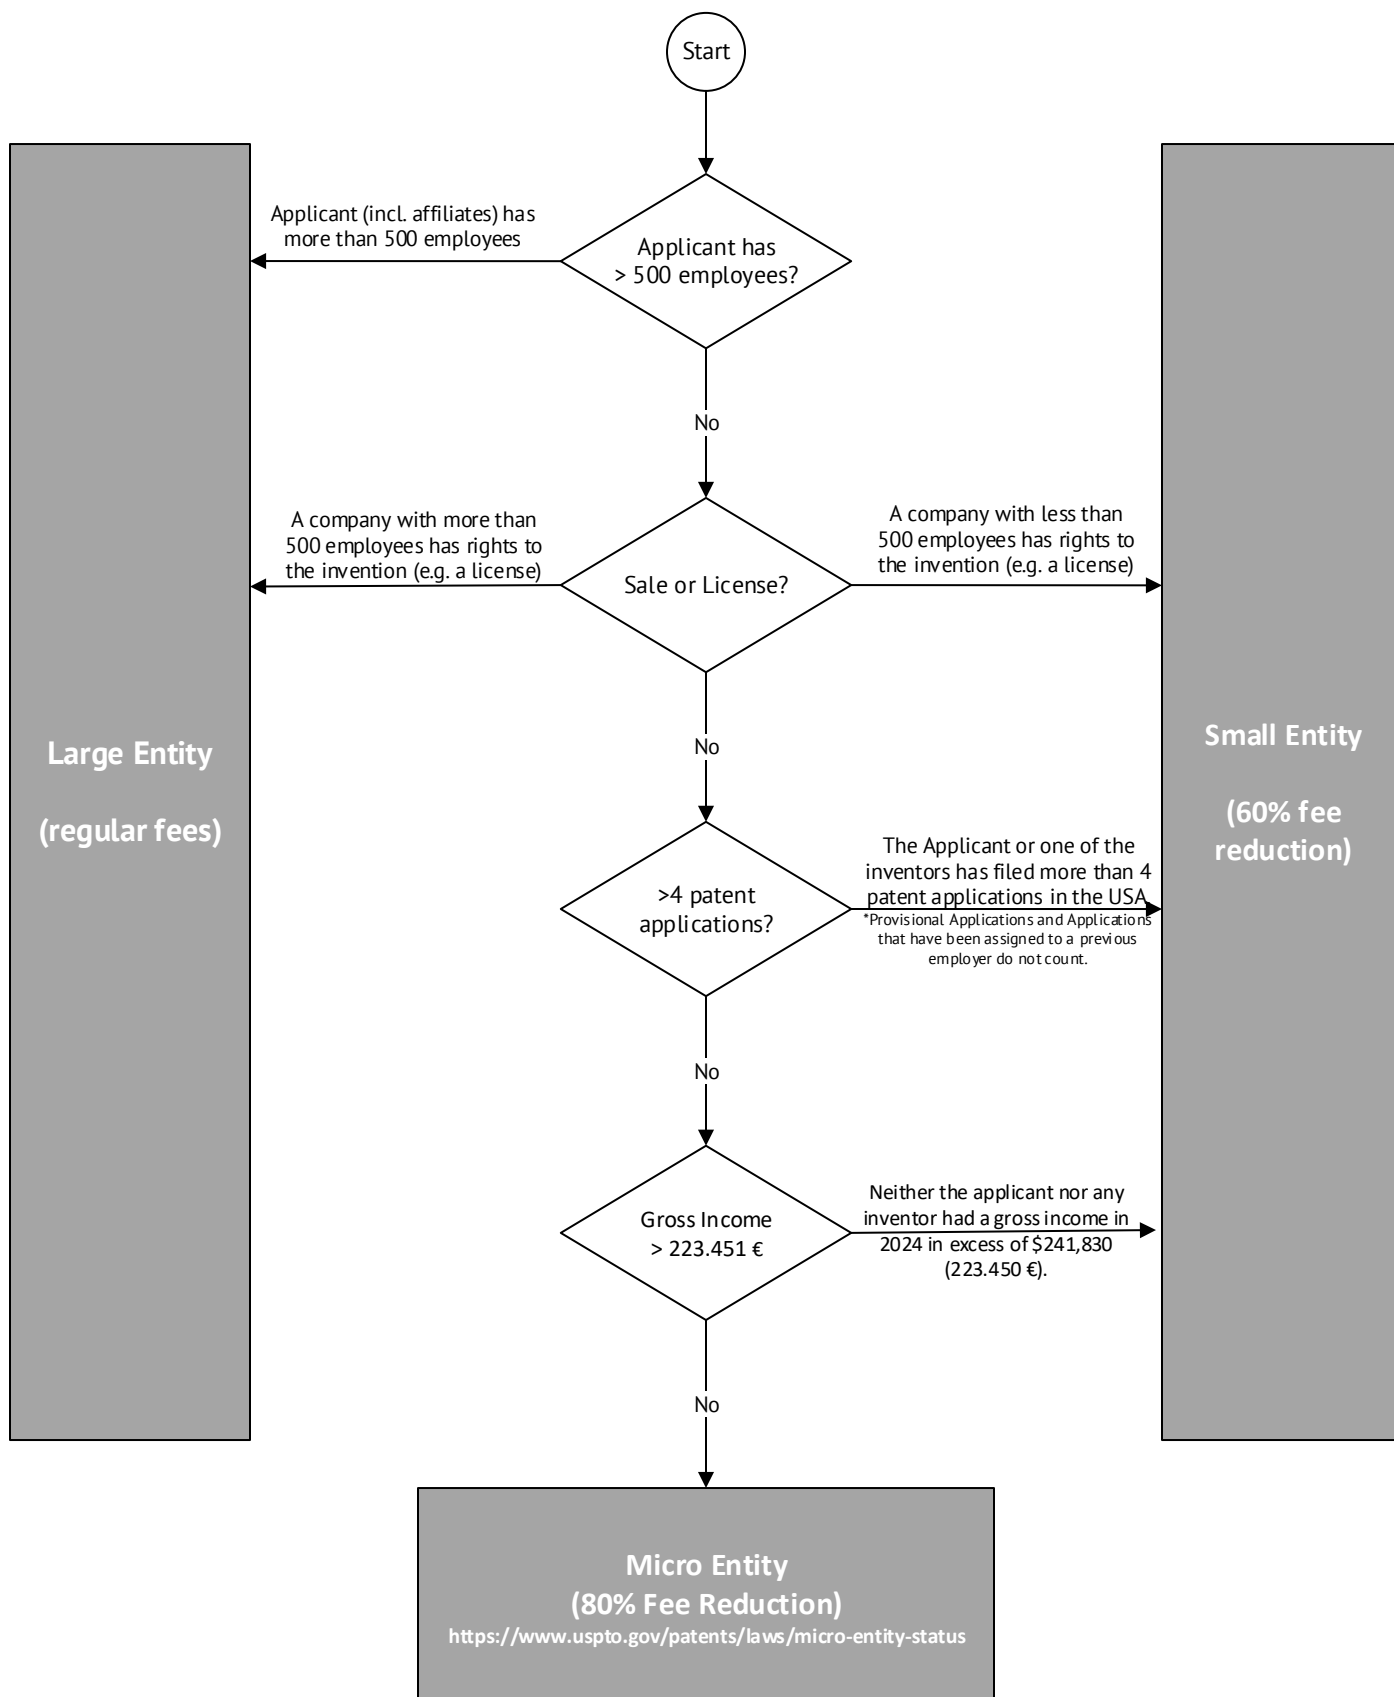 Start
Applicant (incl. affiliates) has
more than 500 employees
Applicant has
> 500 employees?
No
A company with more than
500 employees has rights to
the invention (e.g. a license)
Sale or License?
A company with less than
500 employees has rights to
the invention (e.g. a license)
No
Large Entity
(regular fees)
Small Entity
(60% fee
reduction)
>4 patent
applications?
The Applicant or one of the
inventors has filed more than 4
patent applications in the USA.
*Provisional Applications and Applications
that have been assigned to a previous
employer do not count.
No
Gross Income
> 223.451 €
Neither the applicant nor any
inventor had a gross income in
2024 in excess of $241,830
(223.450 €).
No
Micro Entity
(80% Fee Reduction)
https://www.uspto.gov/patents/laws/micro-entity-status